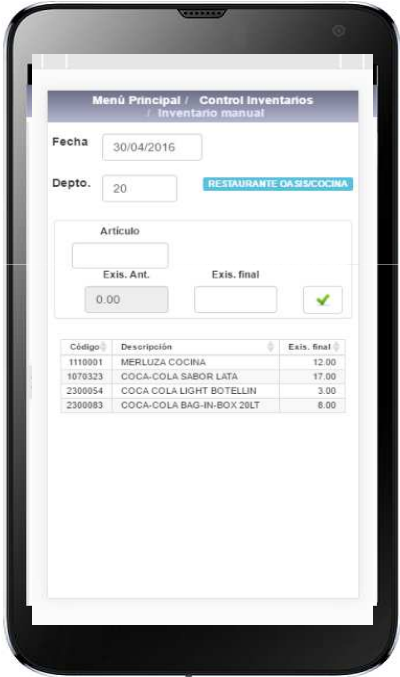 Menú Principal / Control Inventarios
/ Inventario manual
Fecha 30/04/2016
Depto. 20 RESTAURANTE OASIS/COCINA
Artículo
Exis. Ant. Exis. final
0.00
Código Descripción Exis. final
1110001 MERLUZA COCINA 12.00
1070323 COCA-COLA SABOR LATA 17.00
2300054 COCA COLA LIGHT BOTELLIN 3.00
2300083 COCA-COLA BAG-IN-BOX 20LT 8.00